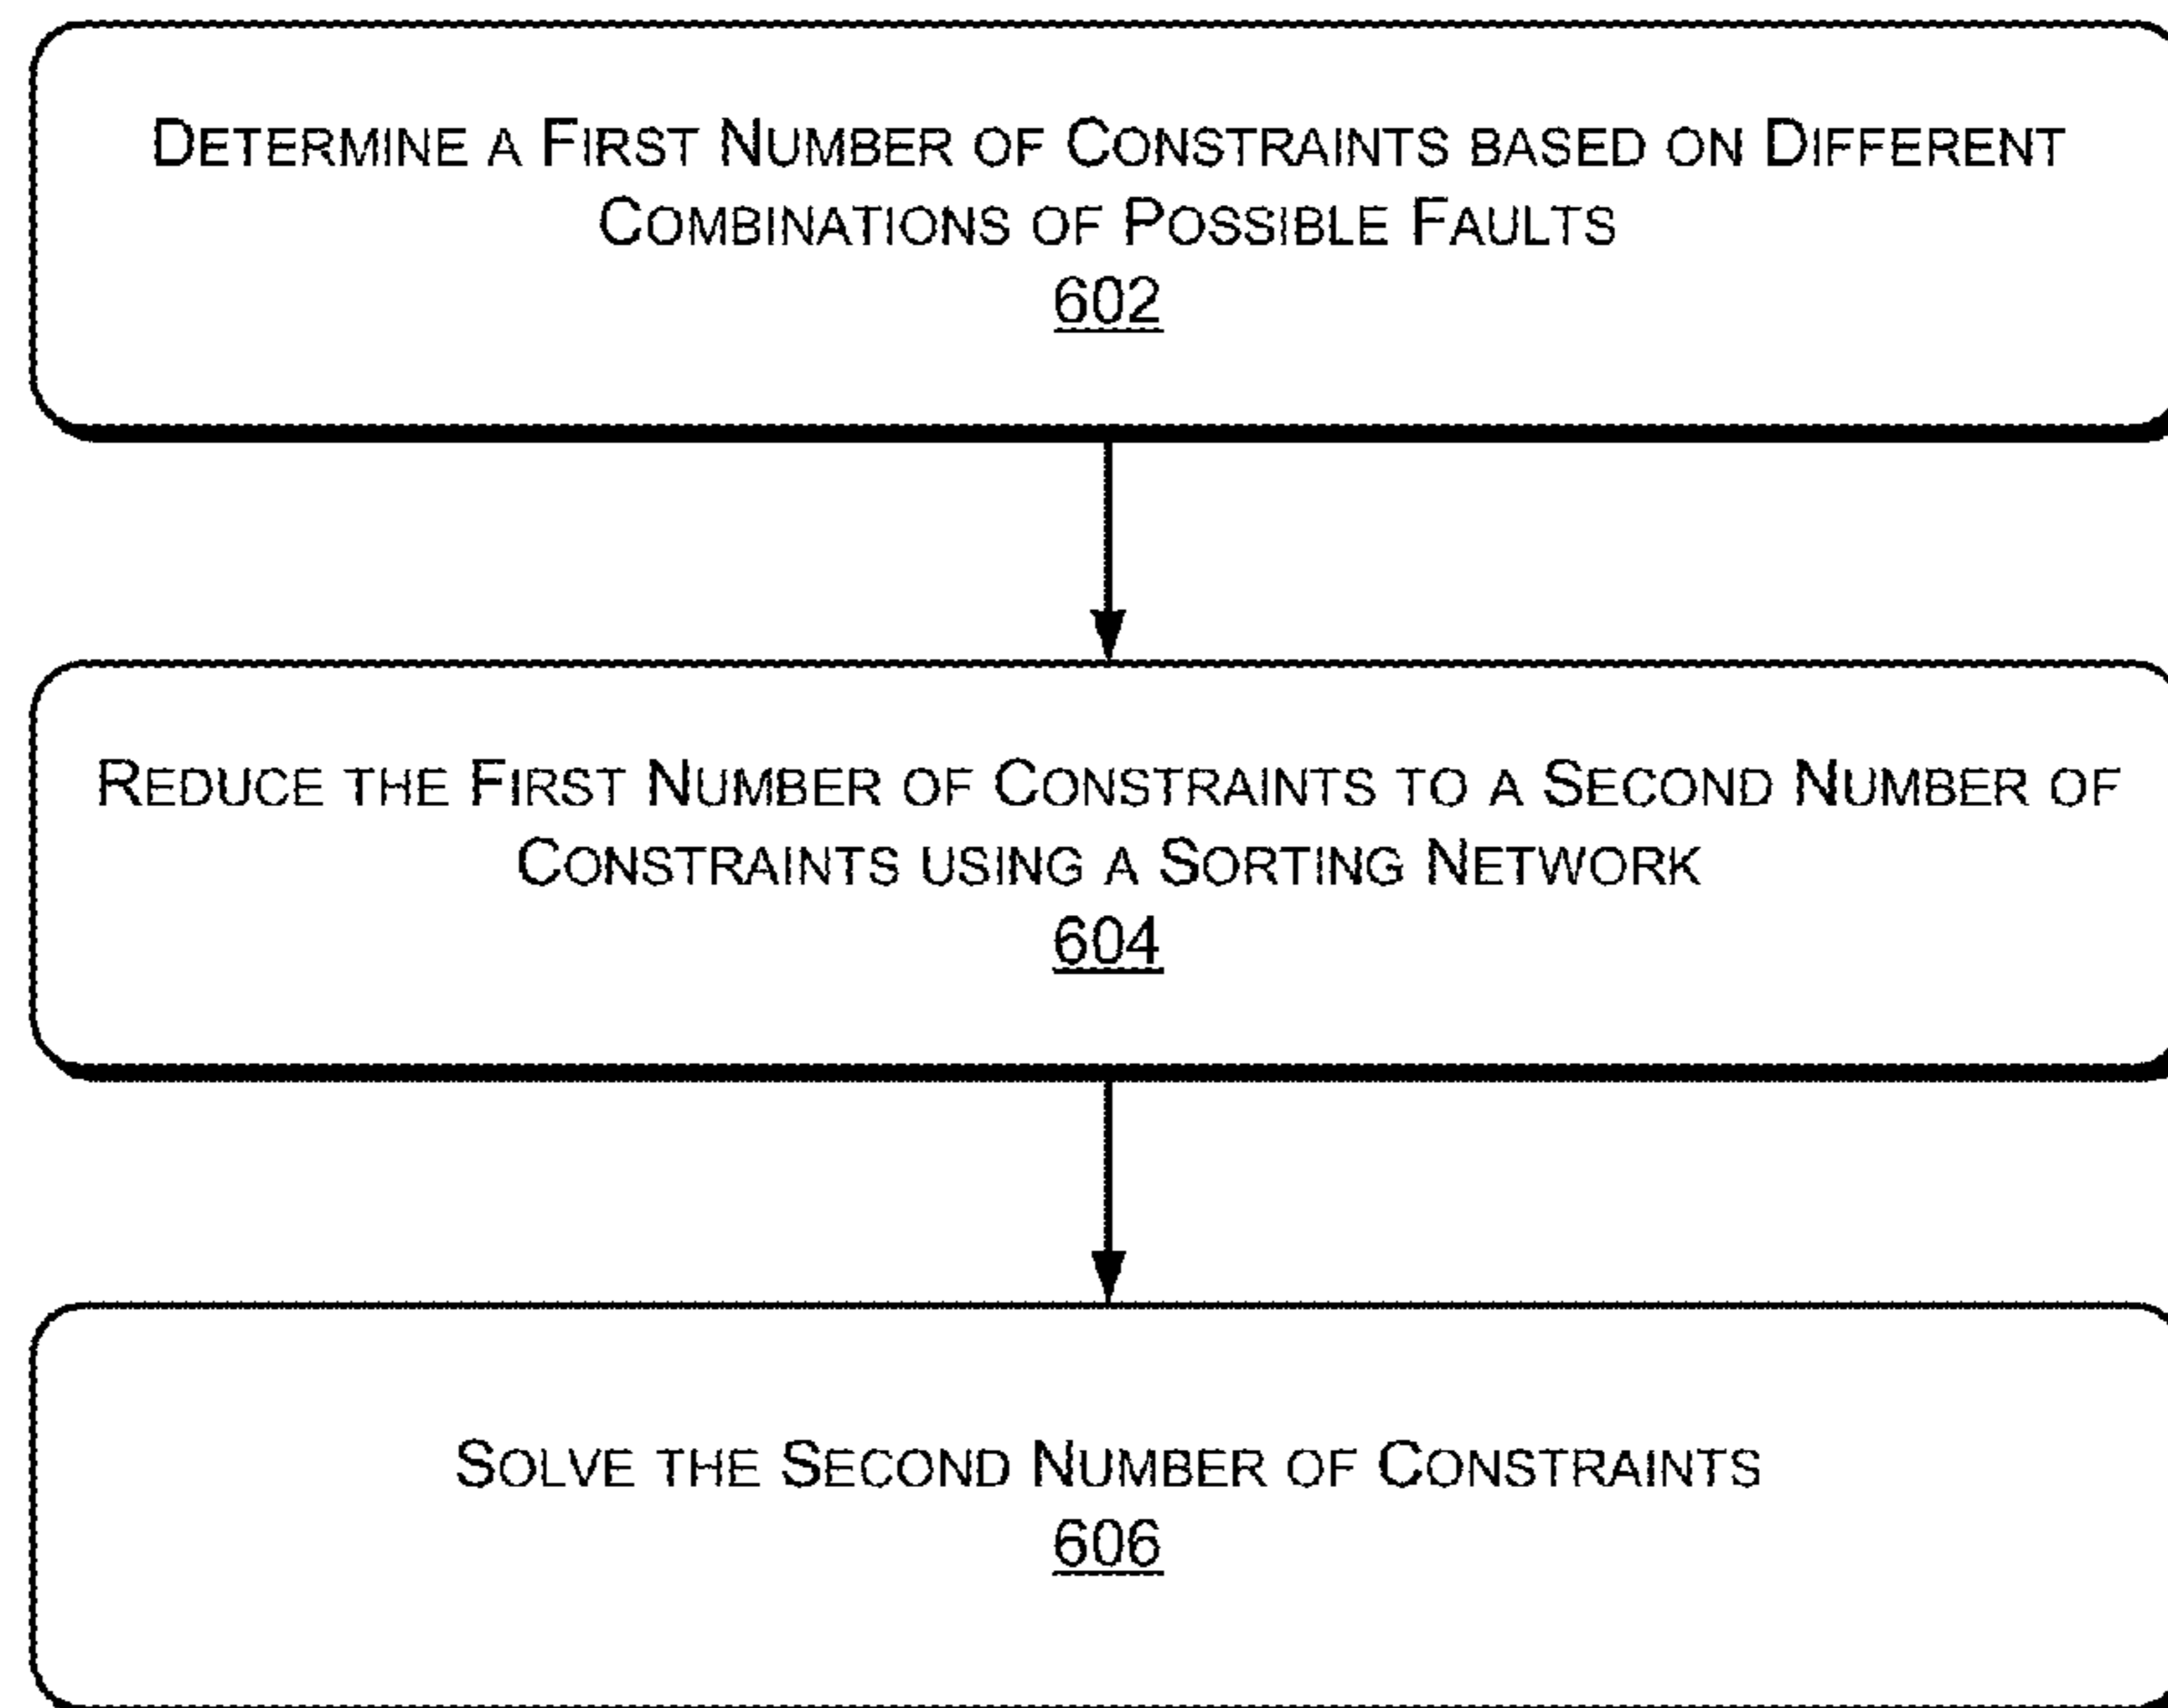 DETERMINE A FIRST NUMBER OF CONSTRAINTS BASED ON DIFFERENT
COMBINATIONS OF POSSIBLE FAULTS
602
REDUCE THE FIRST NUMBER OF CONSTRAINTS TO A SECOND NUMBER OF
CONSTRAINTS USING A SORTING NETWORK
604
SOLVE THE SECOND NUMBER OF CONSTRAINTS
606